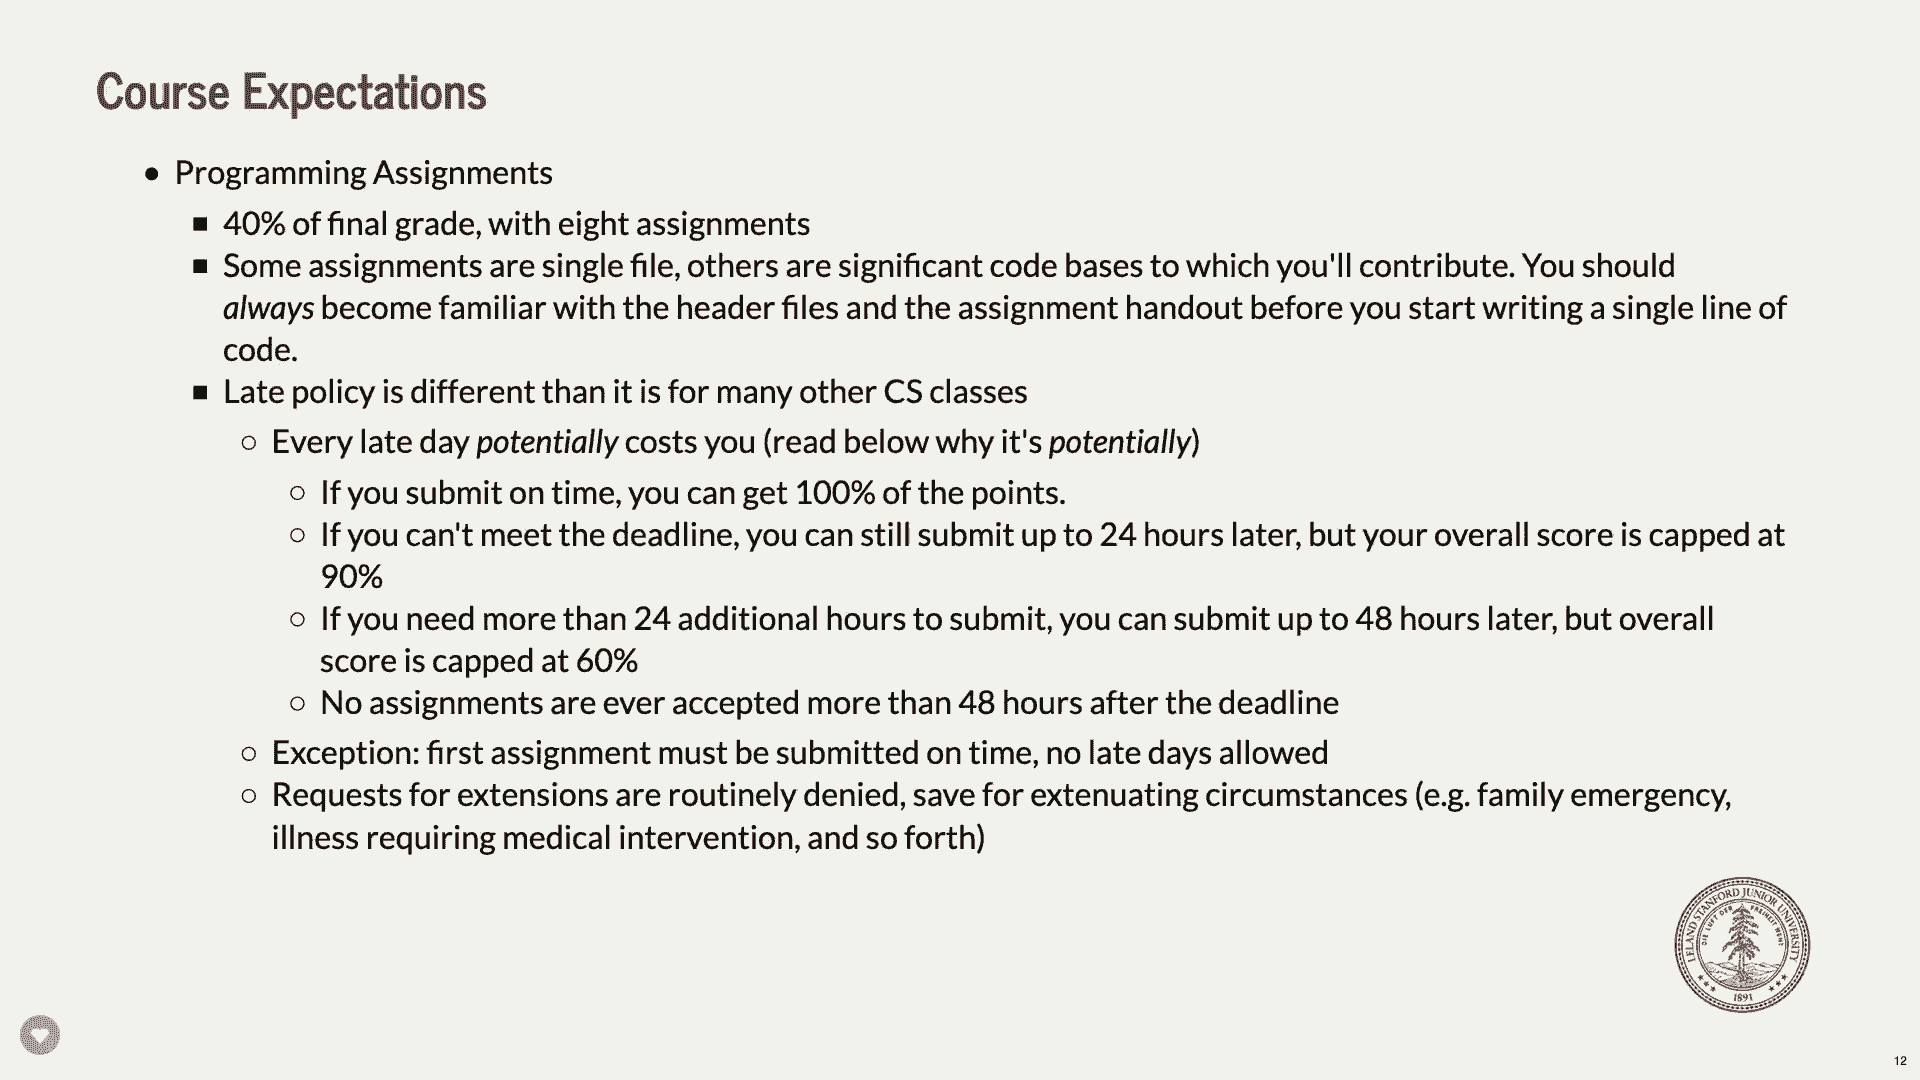 Course Expectations
• Programming Assignments
▪ 40% of final grade, with eight assignments
▪ Some assignments are single file, others are significant code bases to which you'll contribute. You should
always become familiar with the header files and the assignment handout before you start writing a single line of
code.
▪ Late policy is different than it is for many other CS classes
○ Every late day potentially costs you (read below why it's potentially)
○ If you submit on time, you can get 100% of the points.
○ If you can't meet the deadline, you can still submit up to 24 hours later, but your overall score is capped at
90%
○ If you need more than 24 additional hours to submit, you can submit up to 48 hours later, but overall
score is capped at 60%
○ No assignments are ever accepted more than 48 hours after the deadline
○ Exception: first assignment must be submitted on time, no late days allowed
○ Requests for extensions are routinely denied, save for extenuating circumstances (e.g. family emergency,
illness requiring medical intervention, and so forth)
LELAND STANFORD JUNIOR UNIVERSITY
DIE LUFT DER FREIHEIT WEHT
1891
12